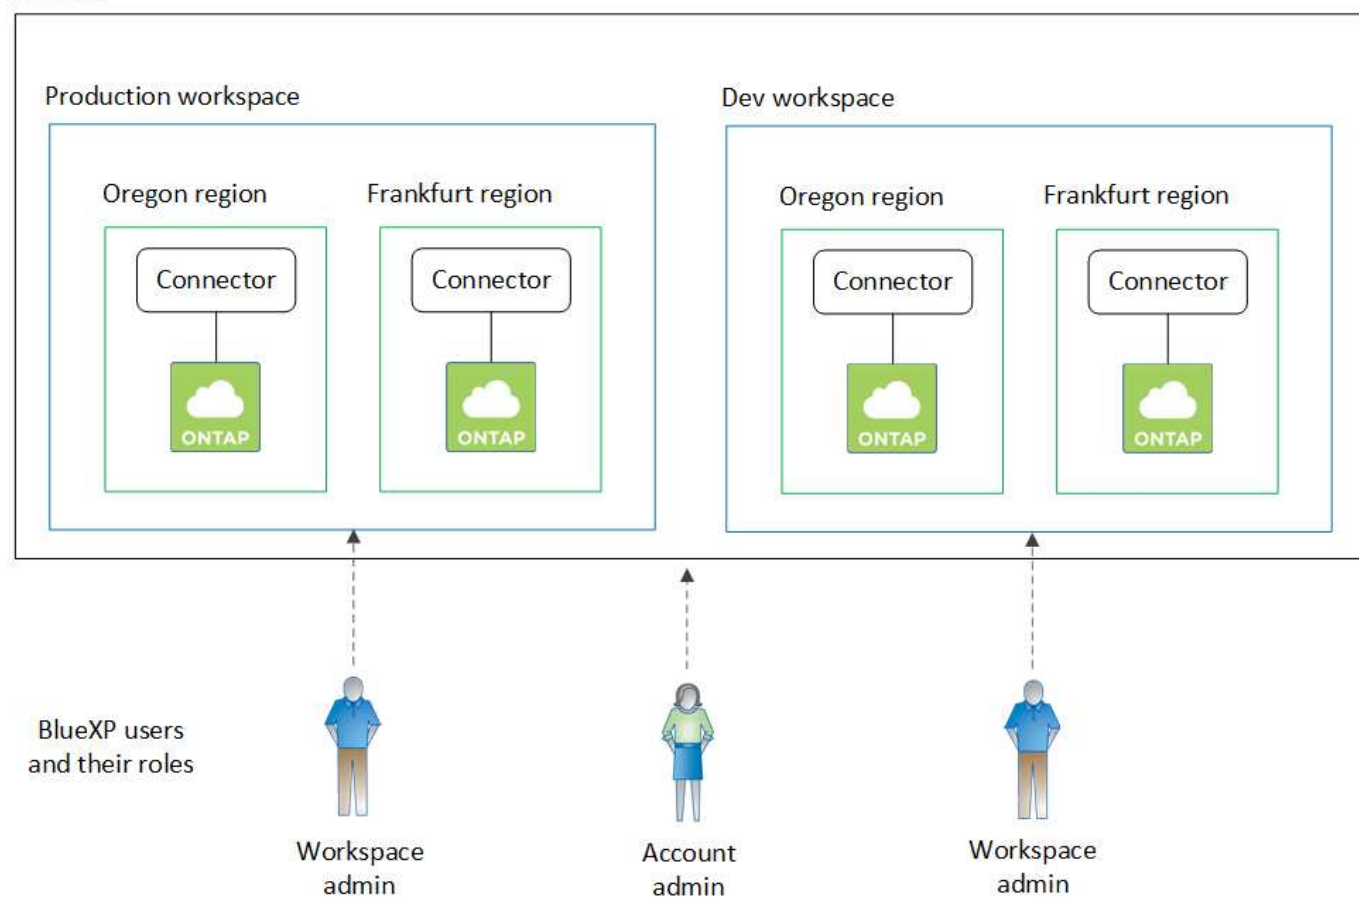 Production workspace
Dev workspace
Oregon region
Frankfurt region
Oregon region
Frankfurt region
Connector
Connector
Connector
Connector
ONTAP
ONTAP
ONTAP
ONTAP
BlueXP users
and their roles
Workspace
admin
Account
admin
Workspace
admin